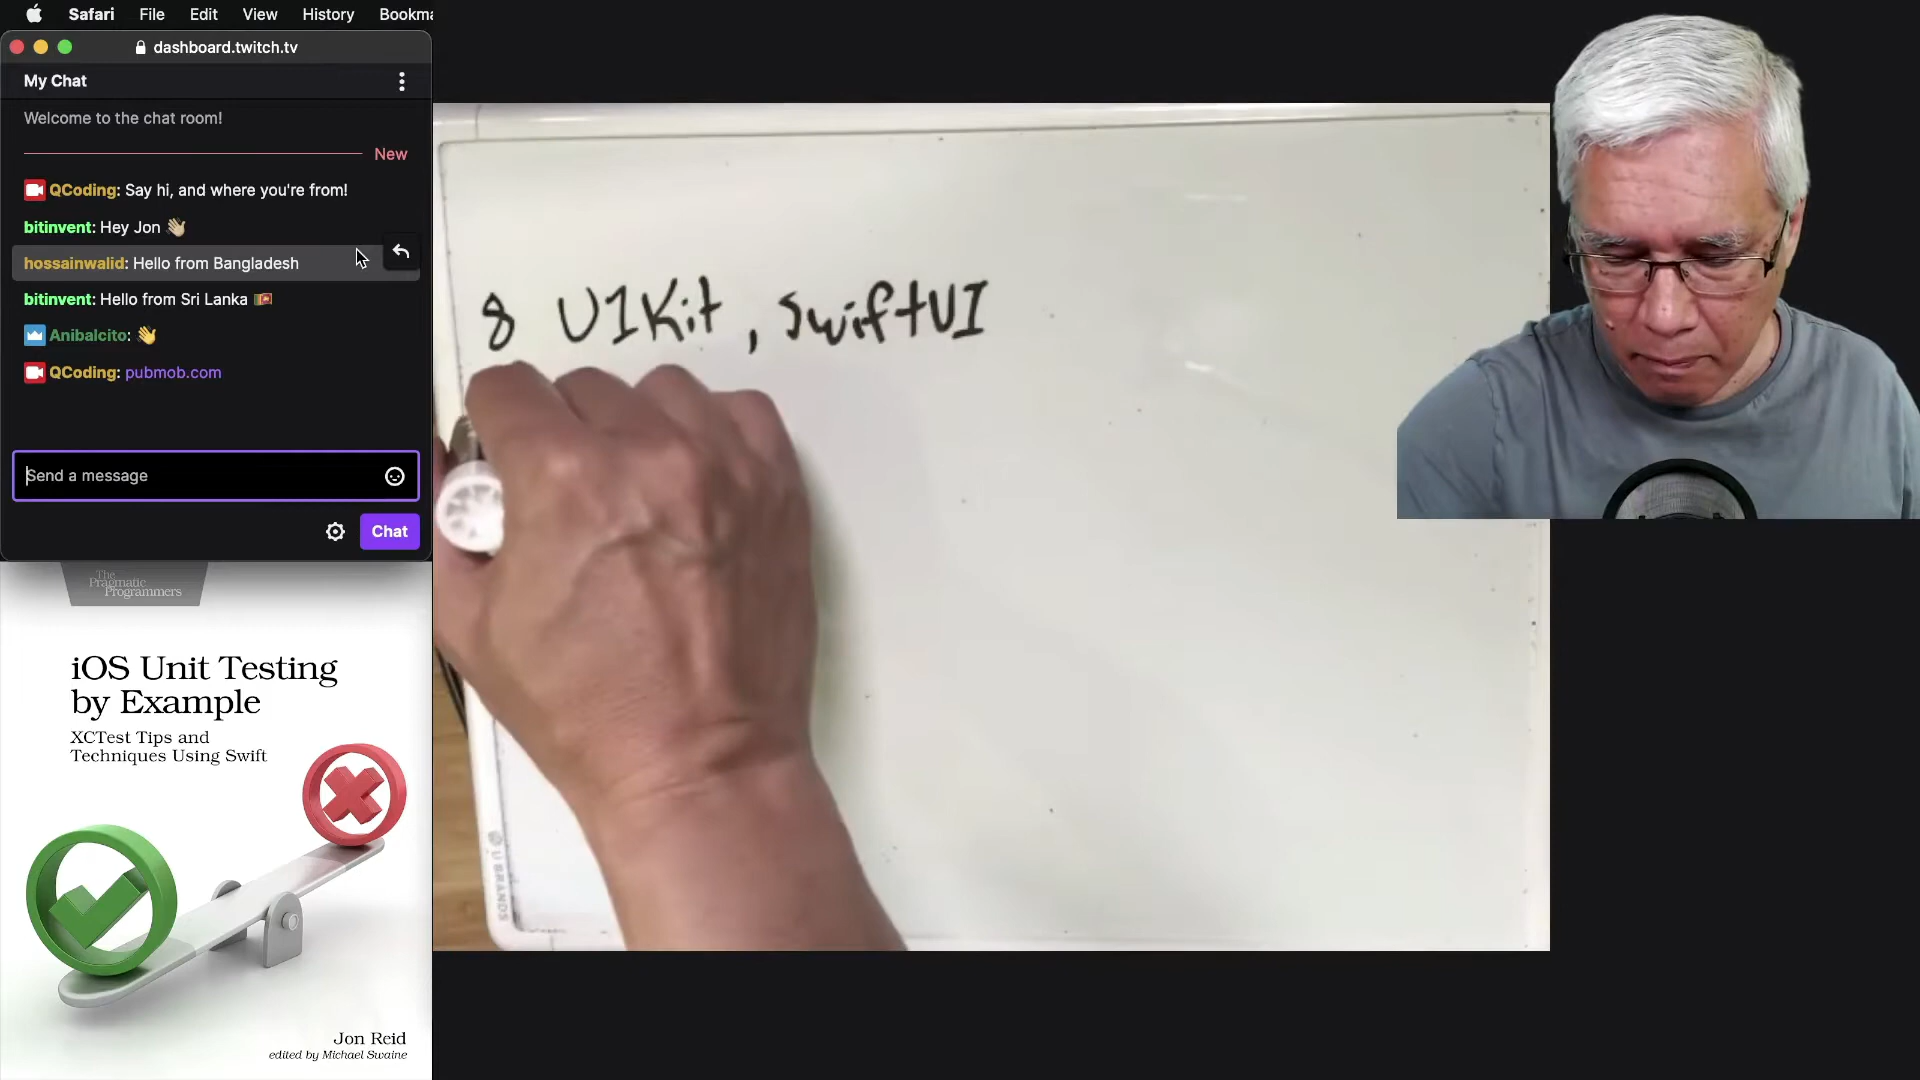 Safari File Edit View History Bookma
dashboard.twitch.tv
My Chat
Welcome to the chat room!
New
QCoding: Say hi, and where you're from!
bitinvent: Hey Jon 👋🏼
hossainwalid: Hello from Bangladesh
bitinvent: Hello from Sri Lanka 🇱🇰
Anibalcito: 👋
QCoding: pubmob.com
Send a message
Chat
8 UIKit, SwiftUI
U BRANDS
The
Pragmatic
Programmers
iOS Unit Testing
by Example
XCTest Tips and
Techniques Using Swift
Jon Reid
edited by Michael Swaine